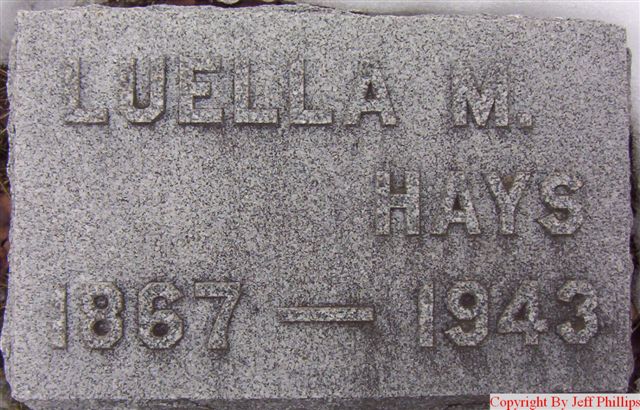 LUELLA M.
HAYS
1867 — 1943
Copyright By Jeff Phillips